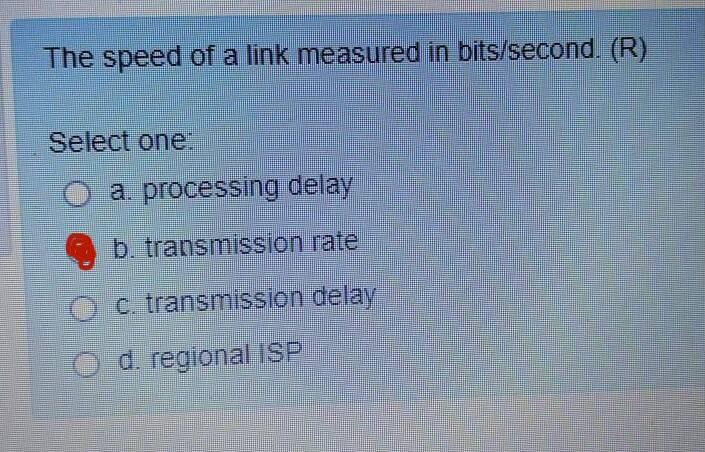 The speed of a link measured in bits/second. (R)
Select one:
a. processing delay
b. transmission rate
c. transmission delay
d. regional ISP